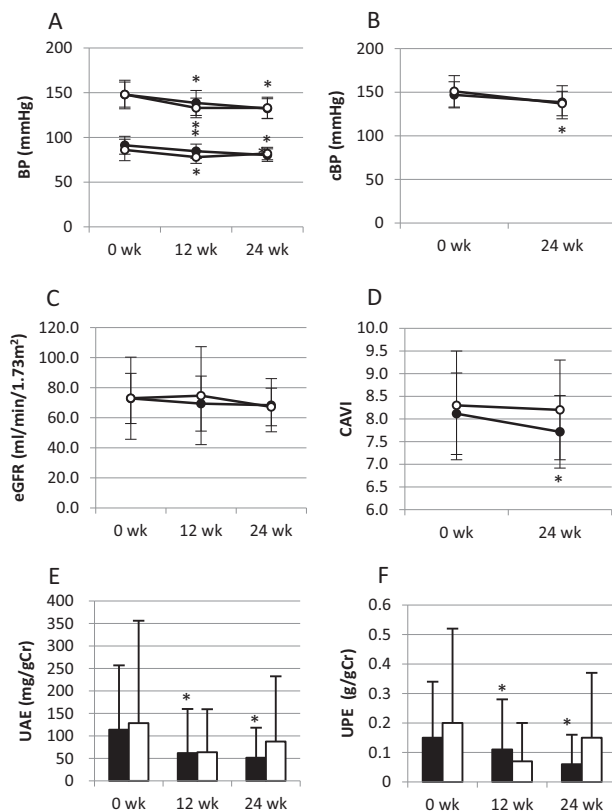 A
200
150
100
50
0
BP (mmHg)
* *
* *
* *
*
0 wk 12 wk 24 wk
B
200
150
100
50
0
cBP (mmHg)
*
0 wk 24 wk
C
120.0
100.0
80.0
60.0
40.0
20.0
0.0
eGFR (ml/min/1.73m²)
0 wk 12 wk 24 wk
D
10.0
9.5
9.0
8.5
8.0
7.5
7.0
6.5
6.0
CAVI
*
0 wk 24 wk
E
400
350
300
250
200
150
100
50
0
UAE (mg/gCr)
* *
0 wk 12 wk 24 wk
F
0.6
0.5
0.4
0.3
0.2
0.1
0
UPE (g/gCr)
* *
0 wk 12 wk 24 wk